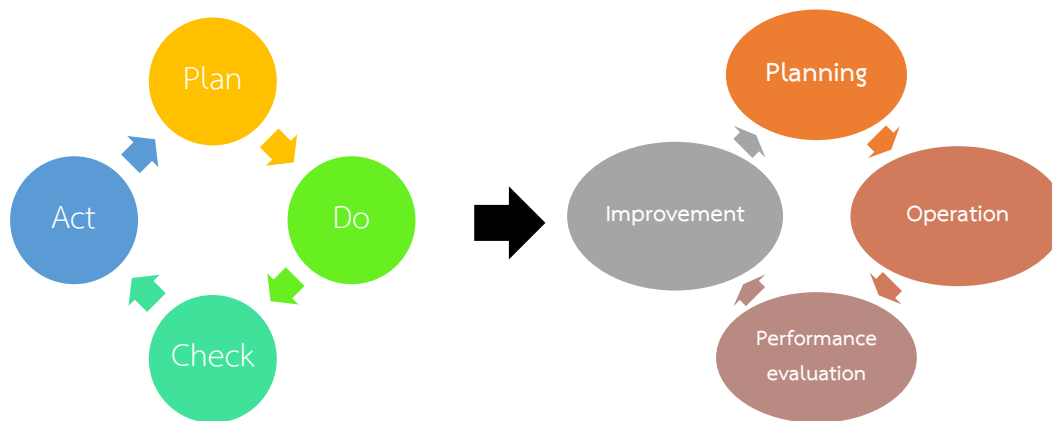 Plan
Do
Check
Act
Planning
Operation
Performance
evaluation
Improvement